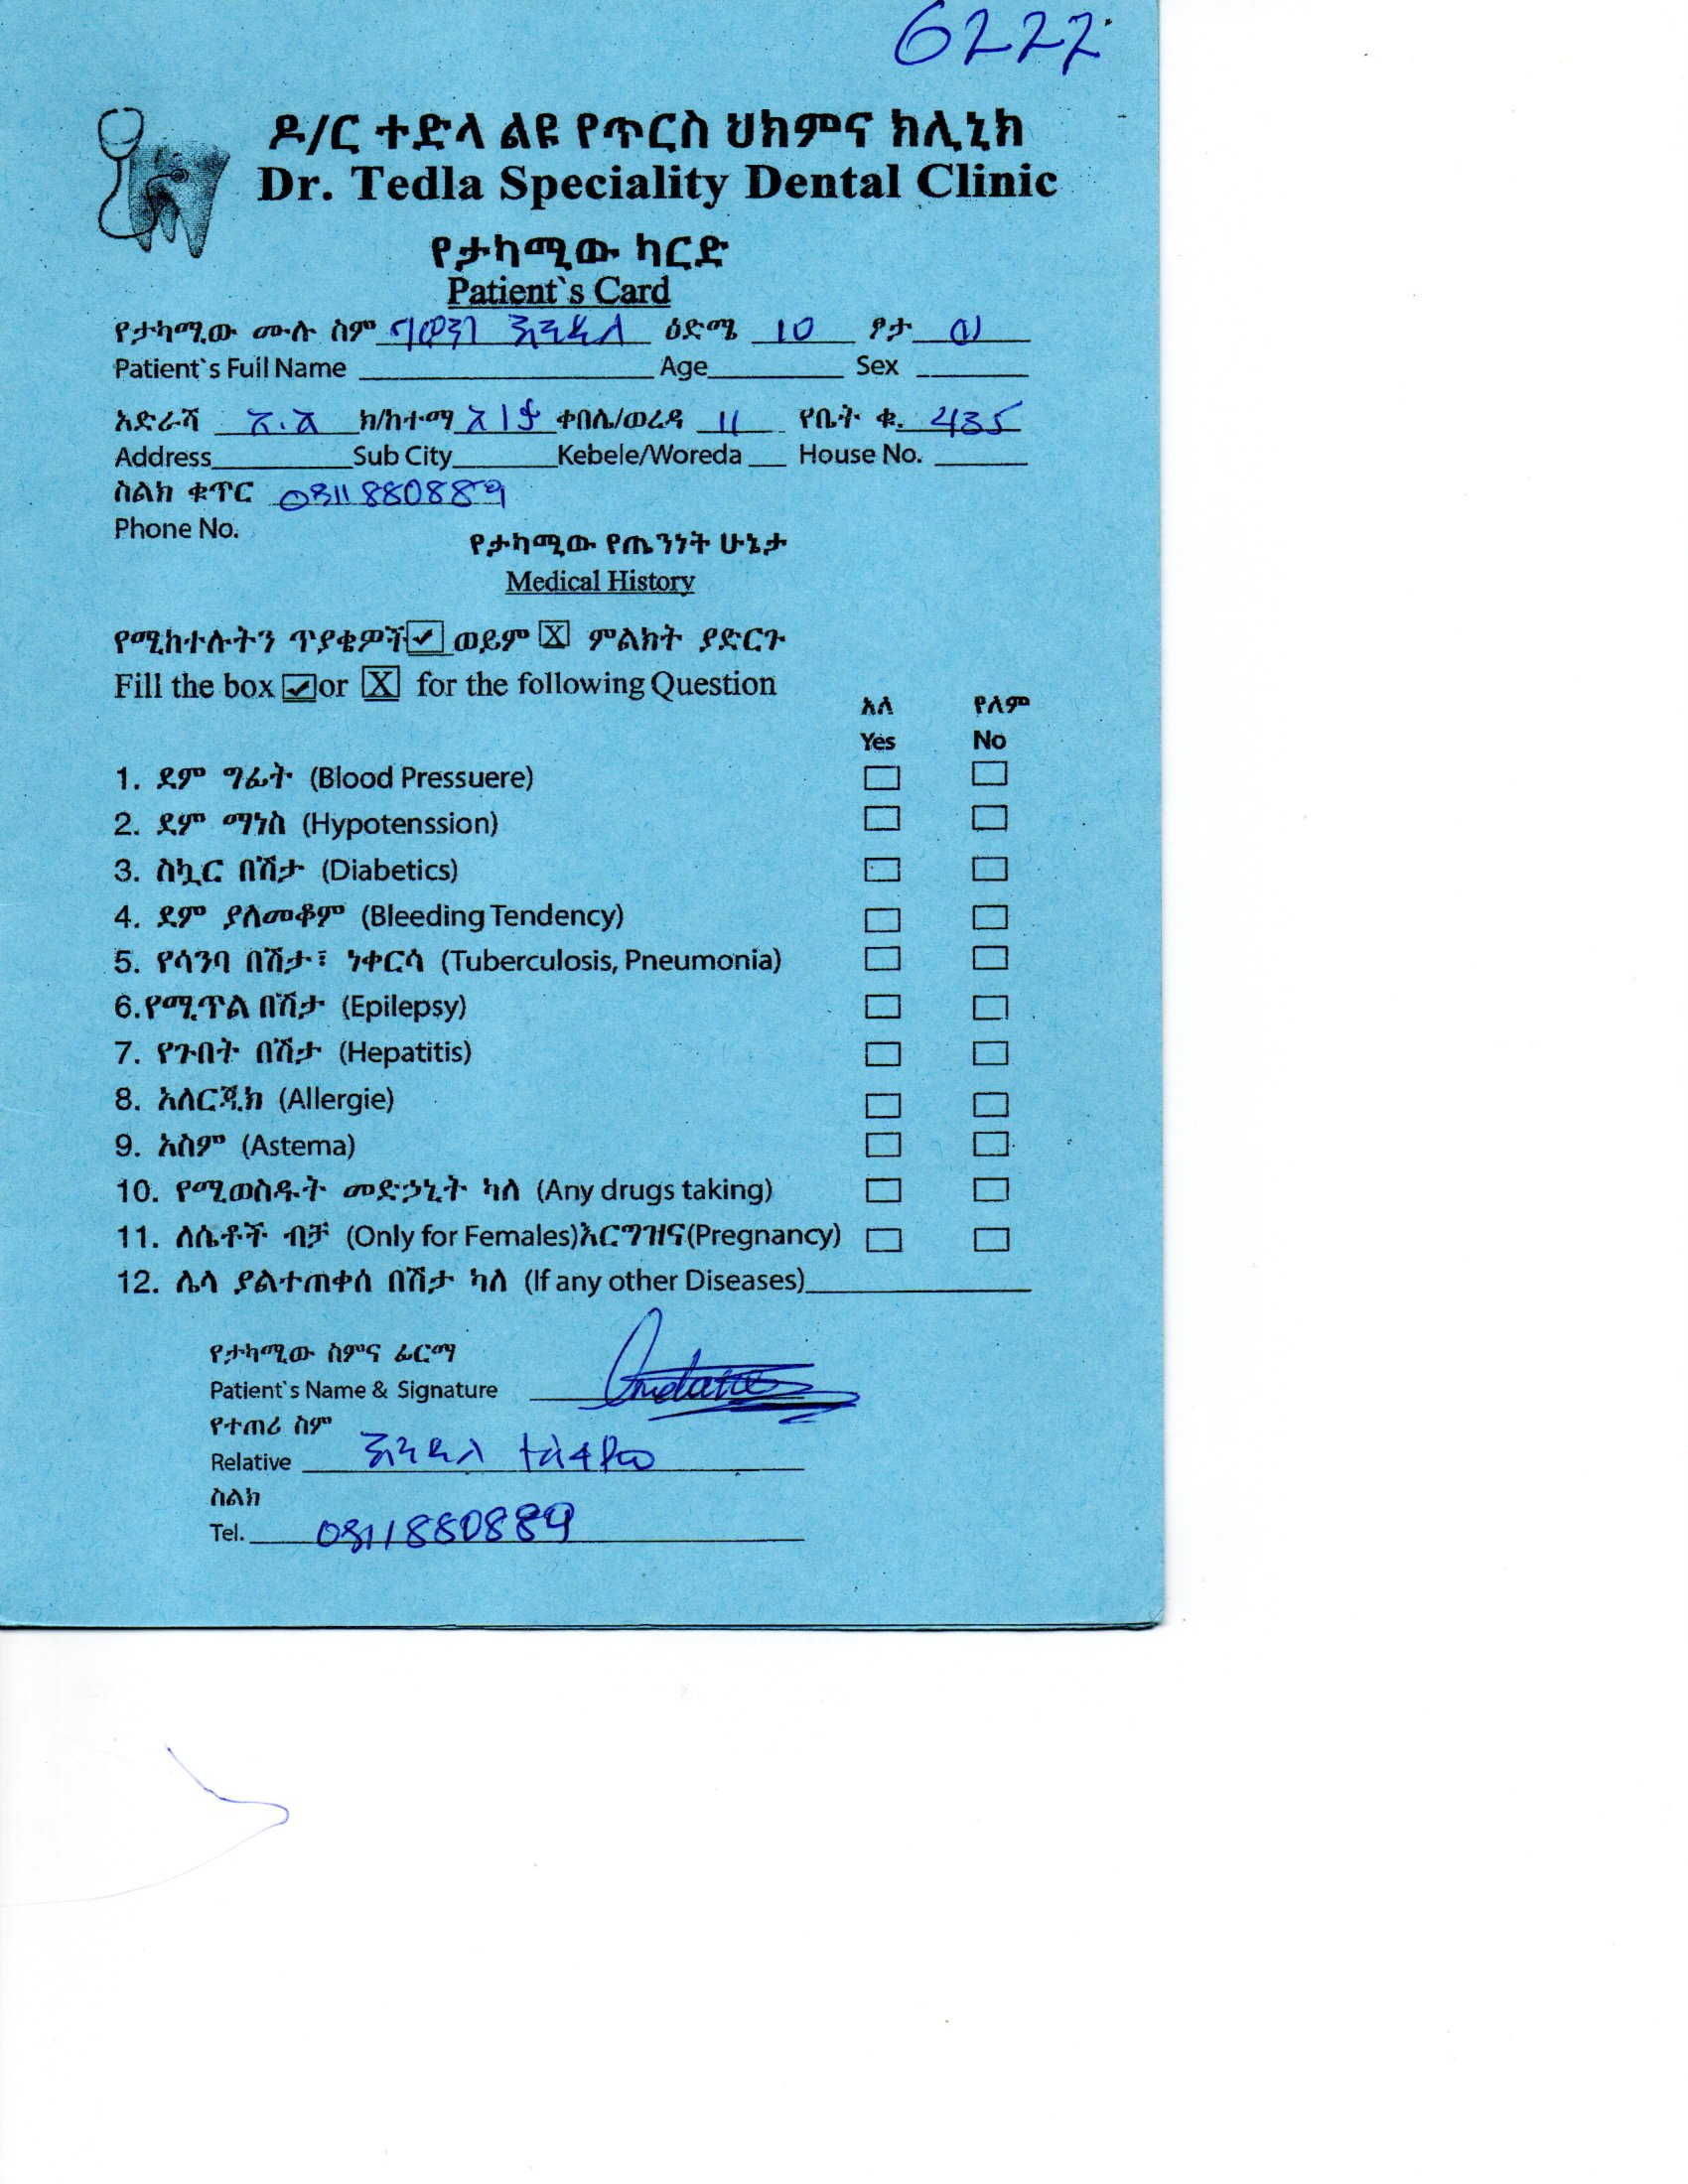 6222
ዶ/ር ተድላ ልዩ የጥርስ ህክምና ክሊኒክ
Dr. Tedla Speciality Dental Clinic
የታካሚው ካርድ
Patient`s Card
የታካሚው ሙሉ ስም እንዳለ ዕድሜ 10 ፆታ ወ
Patient`s Full Name Age Sex
አድራሻ አ.አ ክ/ከተማ ቀበሌ/ወረዳ 11 የቤት ቁ. 435
Address Sub City Kebele/Woreda House No.
ስልክ ቁጥር
Phone No.
የታካሚው የጤንነት ሁኔታ
Medical History
የሚከተሉትን ጥያቄዎች ✓ ወይም X ምልክት ያድርጉ
Fill the box ✓ or X for the following Question
አለ የለም
Yes No
1. ደም ግፊት (Blood Pressuere)
2. ደም ማነስ (Hypotenssion)
3. ስኳር በሽታ (Diabetics)
4. ደም ያለመቆም (Bleeding Tendency)
5. የሳንባ በሽታ፣ ነቀርሳ (Tuberculosis, Pneumonia)
6.የሚጥል በሽታ (Epilepsy)
7. የጉበት በሽታ (Hepatitis)
8. አለርጂክ (Allergie)
9. አስም (Astema)
10. የሚወስዱት መድኃኒት ካለ (Any drugs taking)
11. ለሴቶች ብቻ (Only for Females)እርግዝና(Pregnancy)
12. ሌላ ያልተጠቀሰ በሽታ ካለ (If any other Diseases)
የታካሚው ስምና ፊርማ
Patient`s Name & Signature
የተጠሪ ስም
Relative እንዳለ ተስፋዬ
ስልክ
Tel.